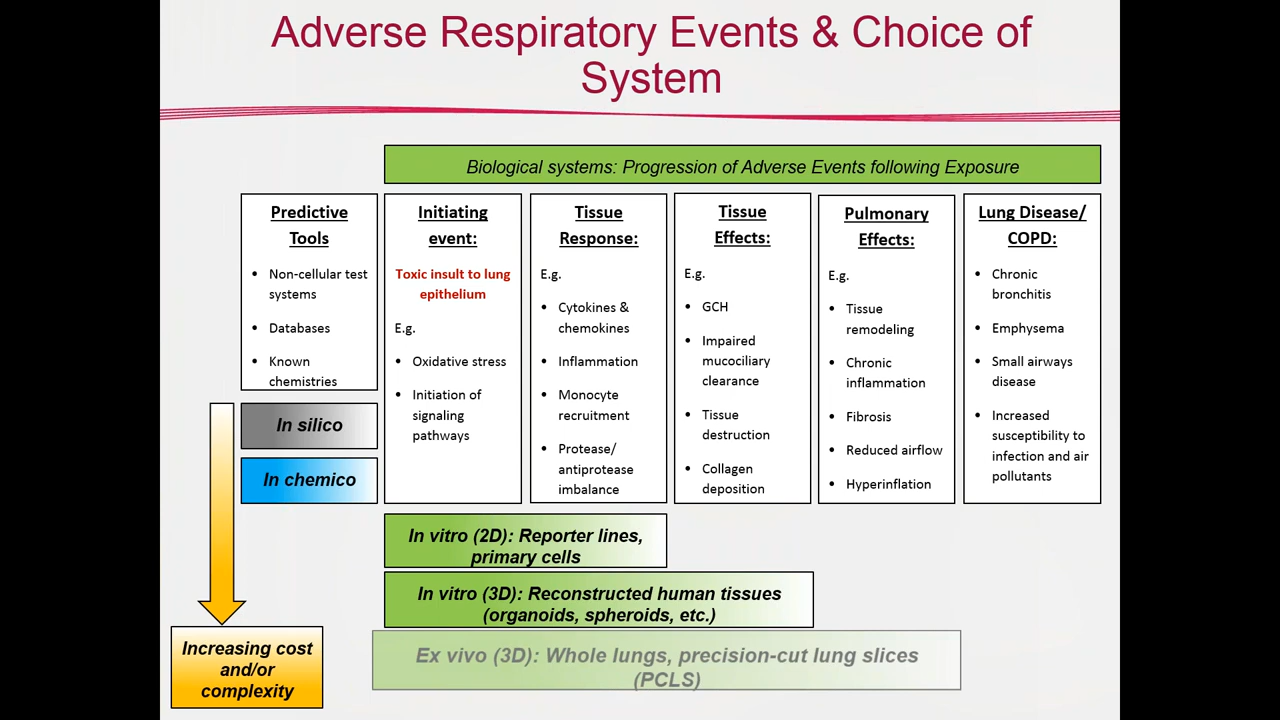 Adverse Respiratory Events & Choice of
System
Biological systems: Progression of Adverse Events following Exposure
Predictive
Tools
• Non-cellular test
systems
• Databases
• Known
chemistries
Initiating
event:
Toxic insult to lung
epithelium
E.g.
• Oxidative stress
• Initiation of
signaling
pathways
Tissue
Response:
E.g.
• Cytokines &
chemokines
• Inflammation
• Monocyte
recruitment
• Protease/
antiprotease
imbalance
Tissue
Effects:
E.g.
• GCH
• Impaired
mucociliary
clearance
• Tissue
destruction
• Collagen
deposition
Pulmonary
Effects:
E.g.
• Tissue
remodeling
• Chronic
inflammation
• Fibrosis
• Reduced airflow
• Hyperinflation
Lung Disease/
COPD:
• Chronic
bronchitis
• Emphysema
• Small airways
disease
• Increased
susceptibility to
infection and air
pollutants
In silico
In chemico
In vitro (2D): Reporter lines,
primary cells
In vitro (3D): Reconstructed human tissues
(organoids, spheroids, etc.)
Ex vivo (3D): Whole lungs, precision-cut lung slices
(PCLS)
Increasing cost
and/or
complexity